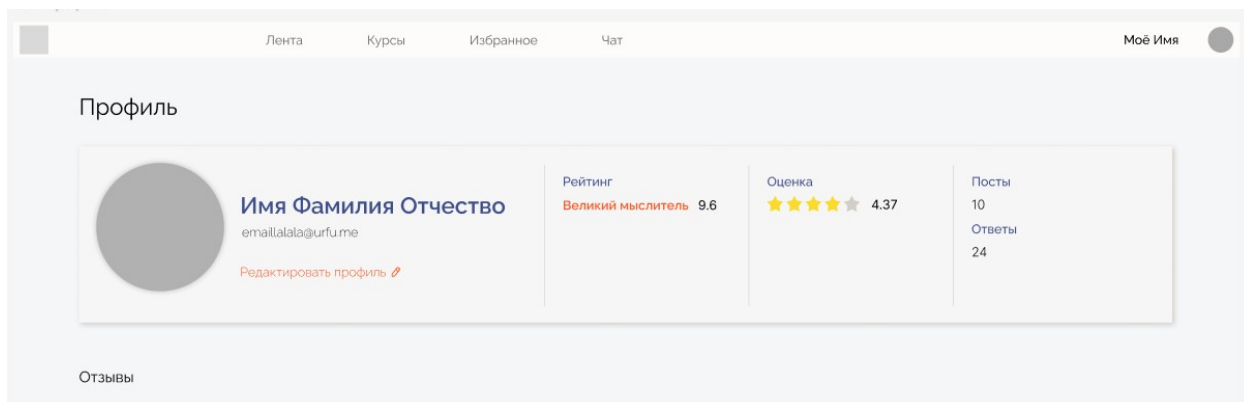 Лента Курсы Избранное Чат Моё Имя
Профиль
Имя Фамилия Отчество
emaillalala@urfu.me
Редактировать профиль
Рейтинг
Великий мыслитель 9.6
Оценка
4.37
Посты
10
Ответы
24
Отзывы